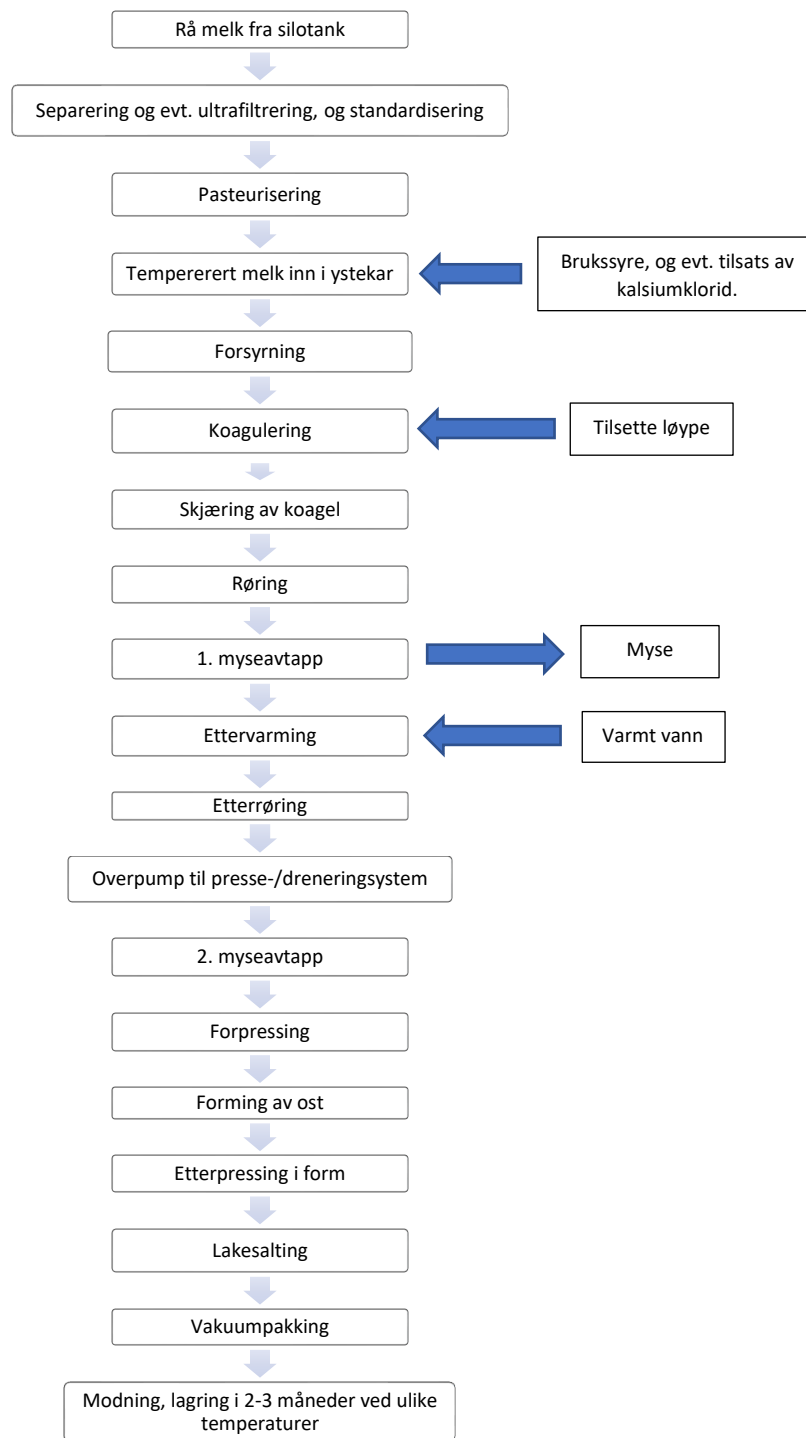 Rå melk fra silotank
Separering og evt. ultrafiltrering, og standardisering
Pasteurisering
Tempererert melk inn i ystekar
Brukssyre, og evt. tilsats av
kalsiumklorid.
Forsyrning
Koagulering
Tilsette løype
Skjæring av koagel
Røring
1. myseavtapp
Myse
Ettervarming
Varmt vann
Etterrøring
Overpump til presse-/dreneringsystem
2. myseavtapp
Forpressing
Forming av ost
Etterpressing i form
Lakesalting
Vakuumpakking
Modning, lagring i 2-3 måneder ved ulike
temperaturer